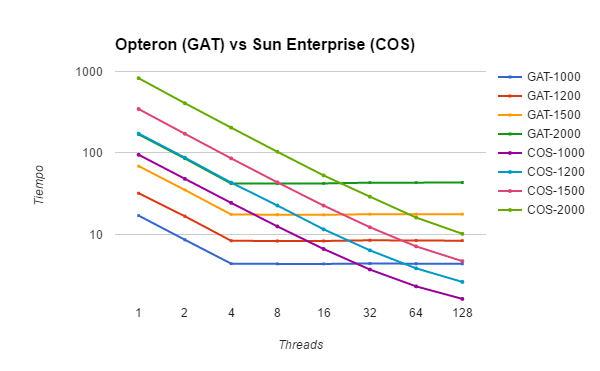 Opteron (GAT) vs Sun Enterprise (COS)
1000
100
10
Tiempo
1 2 4 8 16 32 64 128
Threads
GAT-1000
GAT-1200
GAT-1500
GAT-2000
COS-1000
COS-1200
COS-1500
COS-2000